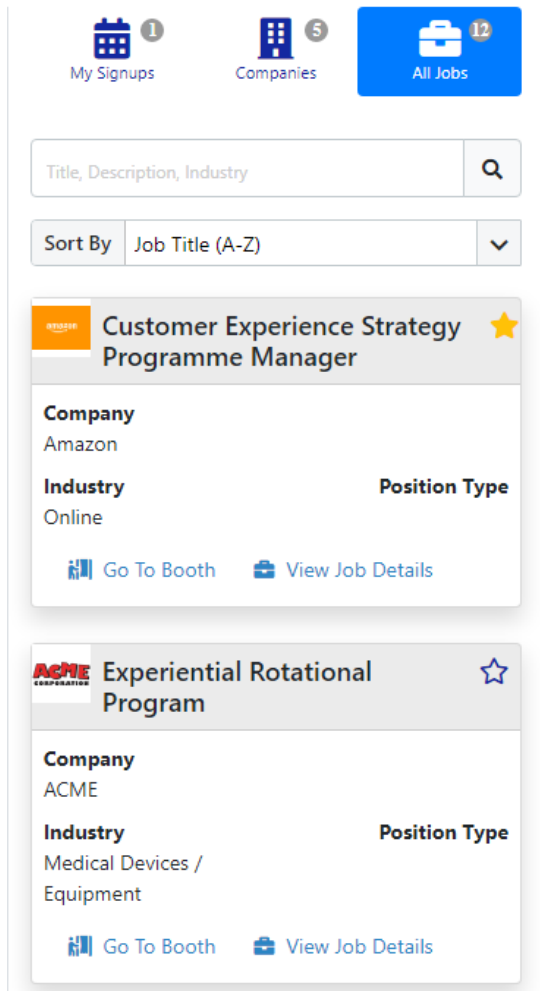 1
5
12
My Signups
Companies
All Jobs
Title, Description, Industry
Sort By
Job Title (A-Z)
amazon
Customer Experience Strategy
Programme Manager
Company
Amazon
Industry
Position Type
Online
Go To Booth
View Job Details
ACME
CORPORATION
Experiential Rotational
Program
Company
ACME
Industry
Position Type
Medical Devices /
Equipment
Go To Booth
View Job Details